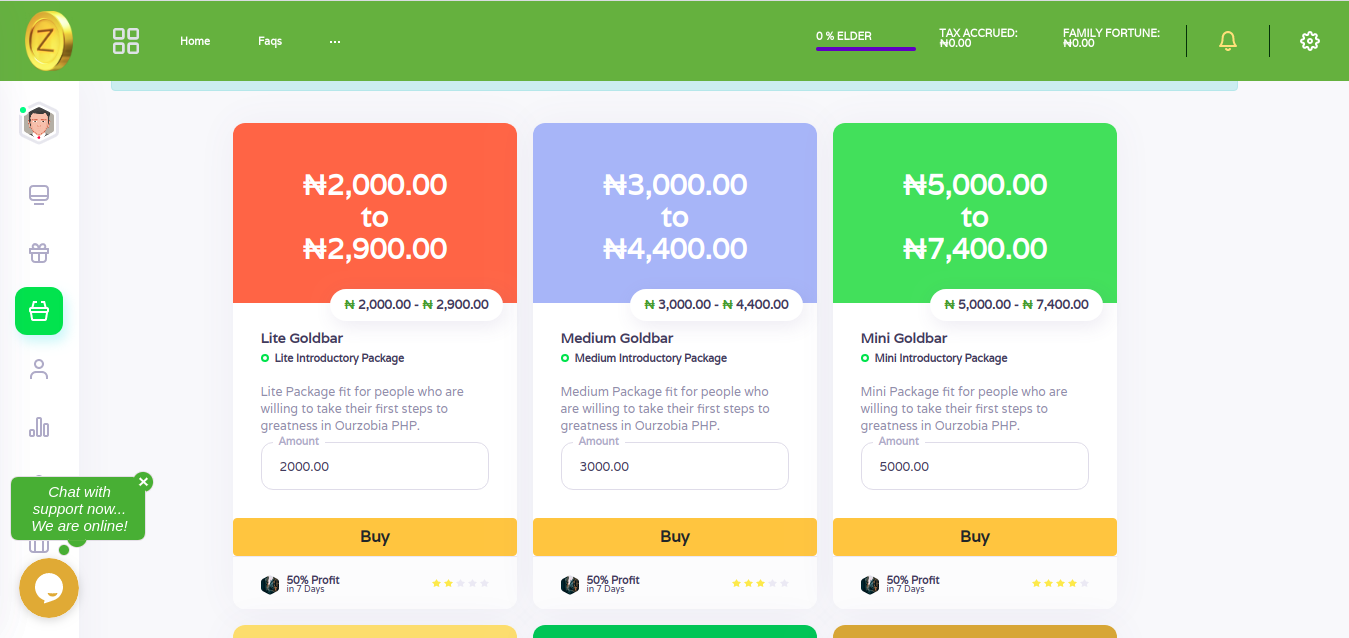 Z
Home
Faqs
...
0 % ELDER
TAX ACCRUED:
₦0.00
FAMILY FORTUNE:
₦0.00
₦2,000.00
to
₦2,900.00
₦ 2,000.00 - ₦ 2,900.00
Lite Goldbar
Lite Introductory Package
Lite Package fit for people who are
willing to take their first steps to
greatness in Ourzobia PHP.
Amount
2000.00
Buy
50% Profit
in 7 Days
₦3,000.00
to
₦4,400.00
₦ 3,000.00 - ₦ 4,400.00
Medium Goldbar
Medium Introductory Package
Medium Package fit for people who
are willing to take their first steps to
greatness in Ourzobia PHP.
Amount
3000.00
Buy
50% Profit
in 7 Days
₦5,000.00
to
₦7,400.00
₦ 5,000.00 - ₦ 7,400.00
Mini Goldbar
Mini Introductory Package
Mini Package fit for people who are
willing to take their first steps to
greatness in Ourzobia PHP.
Amount
5000.00
Buy
50% Profit
in 7 Days
Chat with
support now...
We are online!